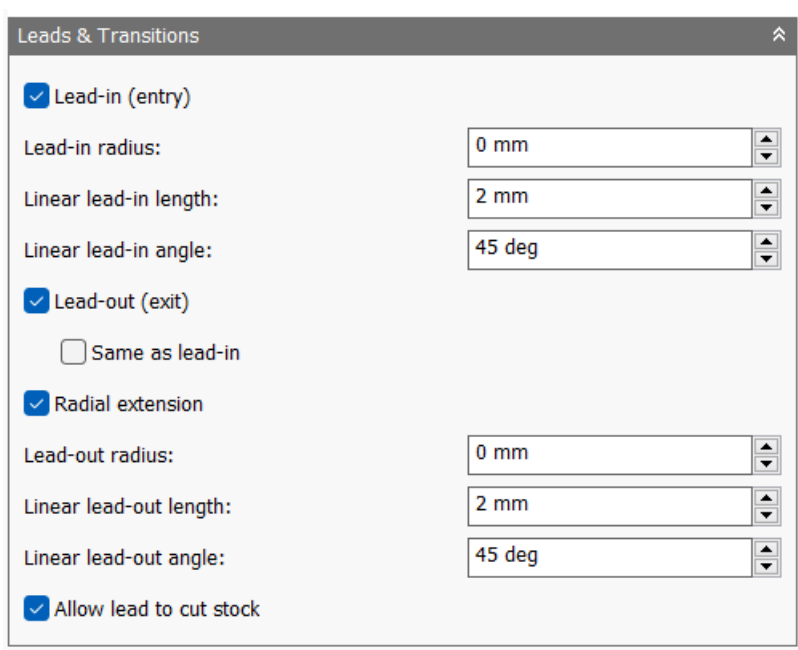 Leads & Transitions
Lead-in (entry)
Lead-in radius: 0 mm
Linear lead-in length: 2 mm
Linear lead-in angle: 45 deg
Lead-out (exit)
Same as lead-in
Radial extension
Lead-out radius: 0 mm
Linear lead-out length: 2 mm
Linear lead-out angle: 45 deg
Allow lead to cut stock